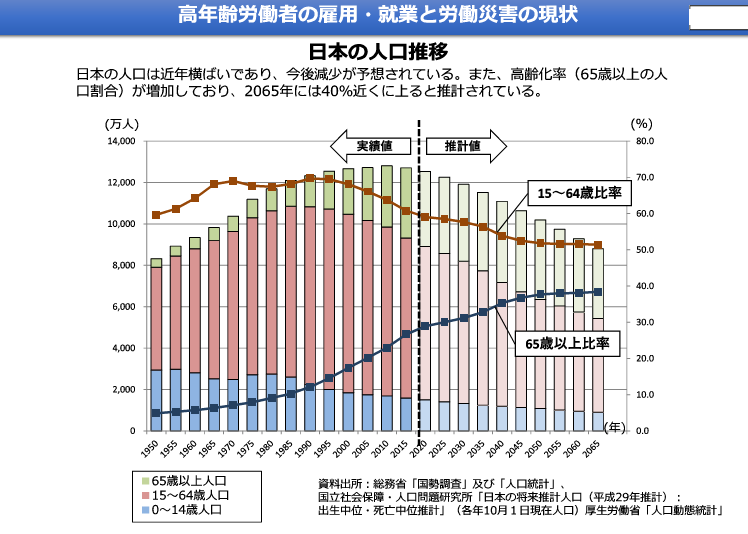 高年齢労働者の雇用・就業と労働災害の現状
日本の人口推移
日本の人口は近年横ばいであり、今後減少が予想されている。また、高齢化率（65歳以上の人
口割合）が増加しており、2065年には40%近くに上ると推計されている。
(万人)
(%)
14,000
12,000
10,000
8,000
6,000
4,000
2,000
0
80.0
70.0
60.0
50.0
40.0
30.0
20.0
10.0
0.0
実績値
推計値
15～64歳比率
65歳以上比率
1950 1955 1960 1965 1970 1975 1980 1985 1990 1995 2000 2005 2010 2015 2020 2025 2030 2035 2040 2045 2050 2055 2060 2065
(年)
65歳以上人口
15～64歳人口
0～14歳人口
資料出所：総務省「国勢調査」及び「人口統計」、
国立社会保障・人口問題研究所「日本の将来推計人口（平成29年推計）：
出生中位・死亡中位推計」（各年10月１日現在人口）厚生労働省「人口動態統計」